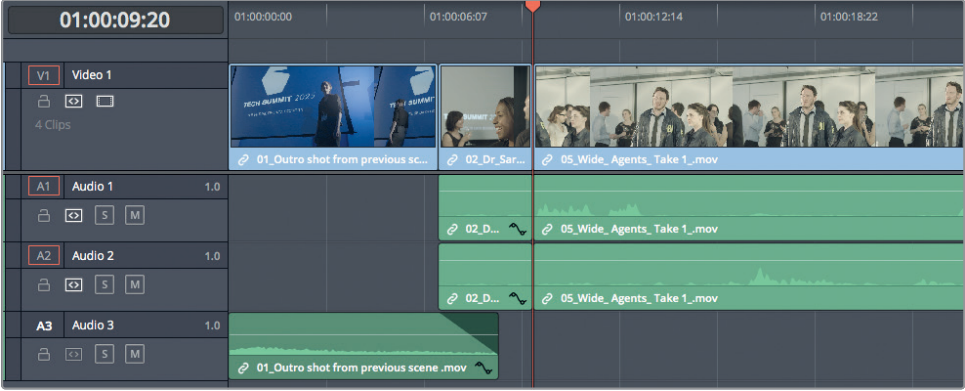 01:00:09:20
01:00:00:00
01:00:06:07
01:00:12:14
01:00:18:22
V1 Video 1
4 Clips
TECH SUMMIT 2025
TECH SUMMIT
01_Outro shot from previous sc...
02_Dr_Sar...
05_Wide_ Agents_ Take 1_.mov
A1 Audio 1 1.0
S M
02_D...
05_Wide_ Agents_ Take 1_.mov
A2 Audio 2 1.0
S M
02_D...
05_Wide_ Agents_ Take 1_.mov
A3 Audio 3 1.0
S M
01_Outro shot from previous scene .mov